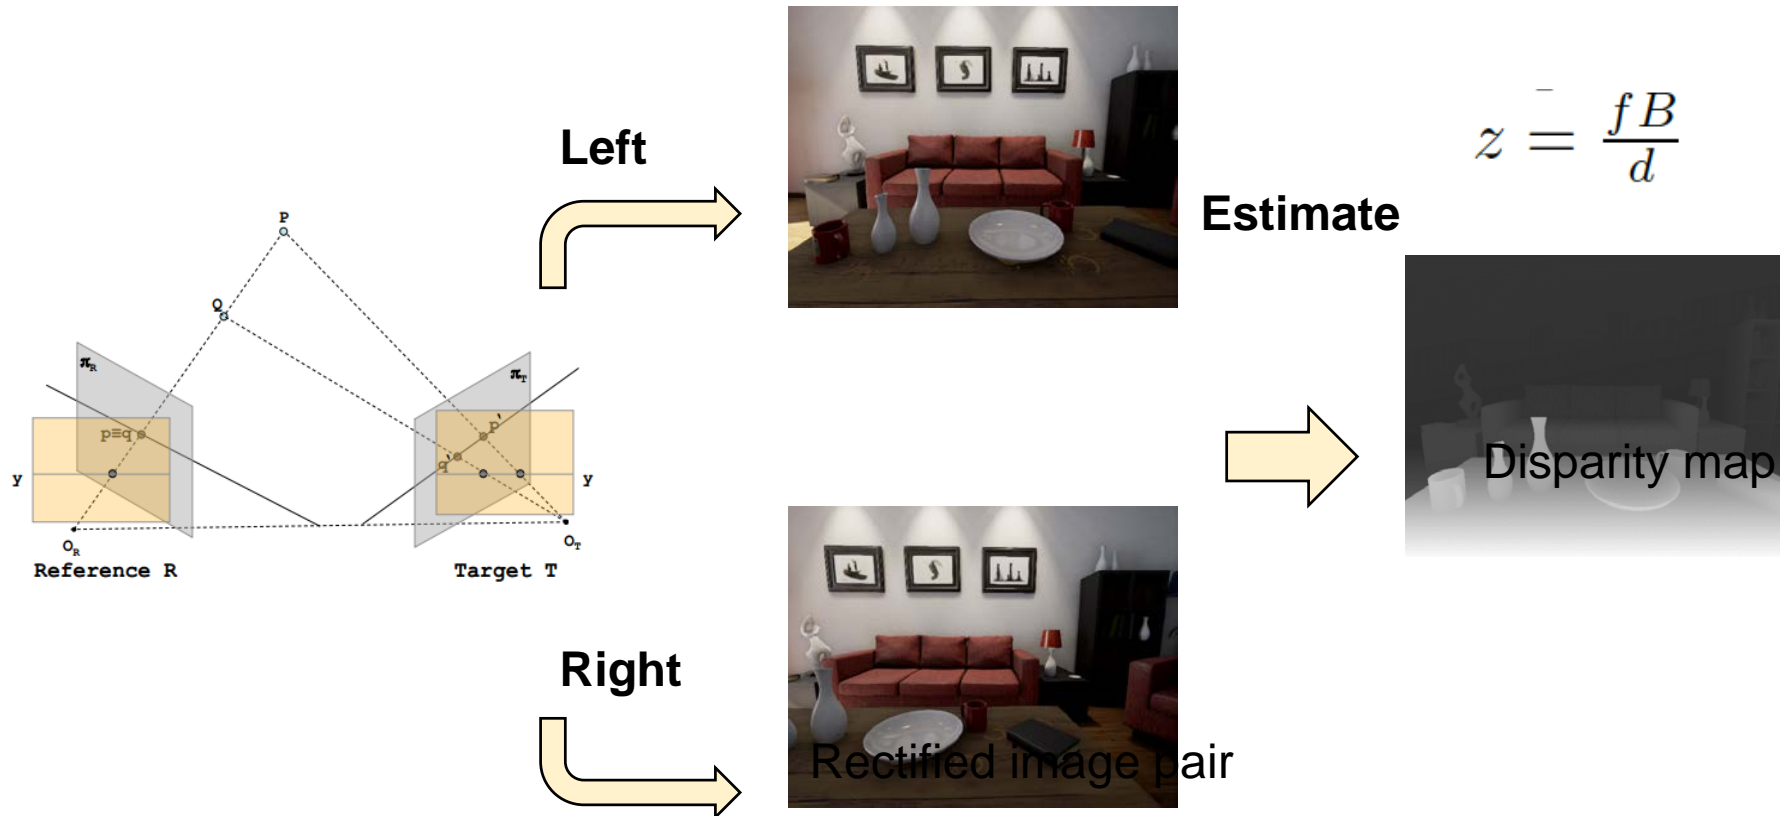 Left
z = fB/d
Estimate
P
Q
π_R
π_T
p≡q
p`
q`
y
y
O_R
O_T
Reference R
Target T
Disparity map
Right
Rectified image pair